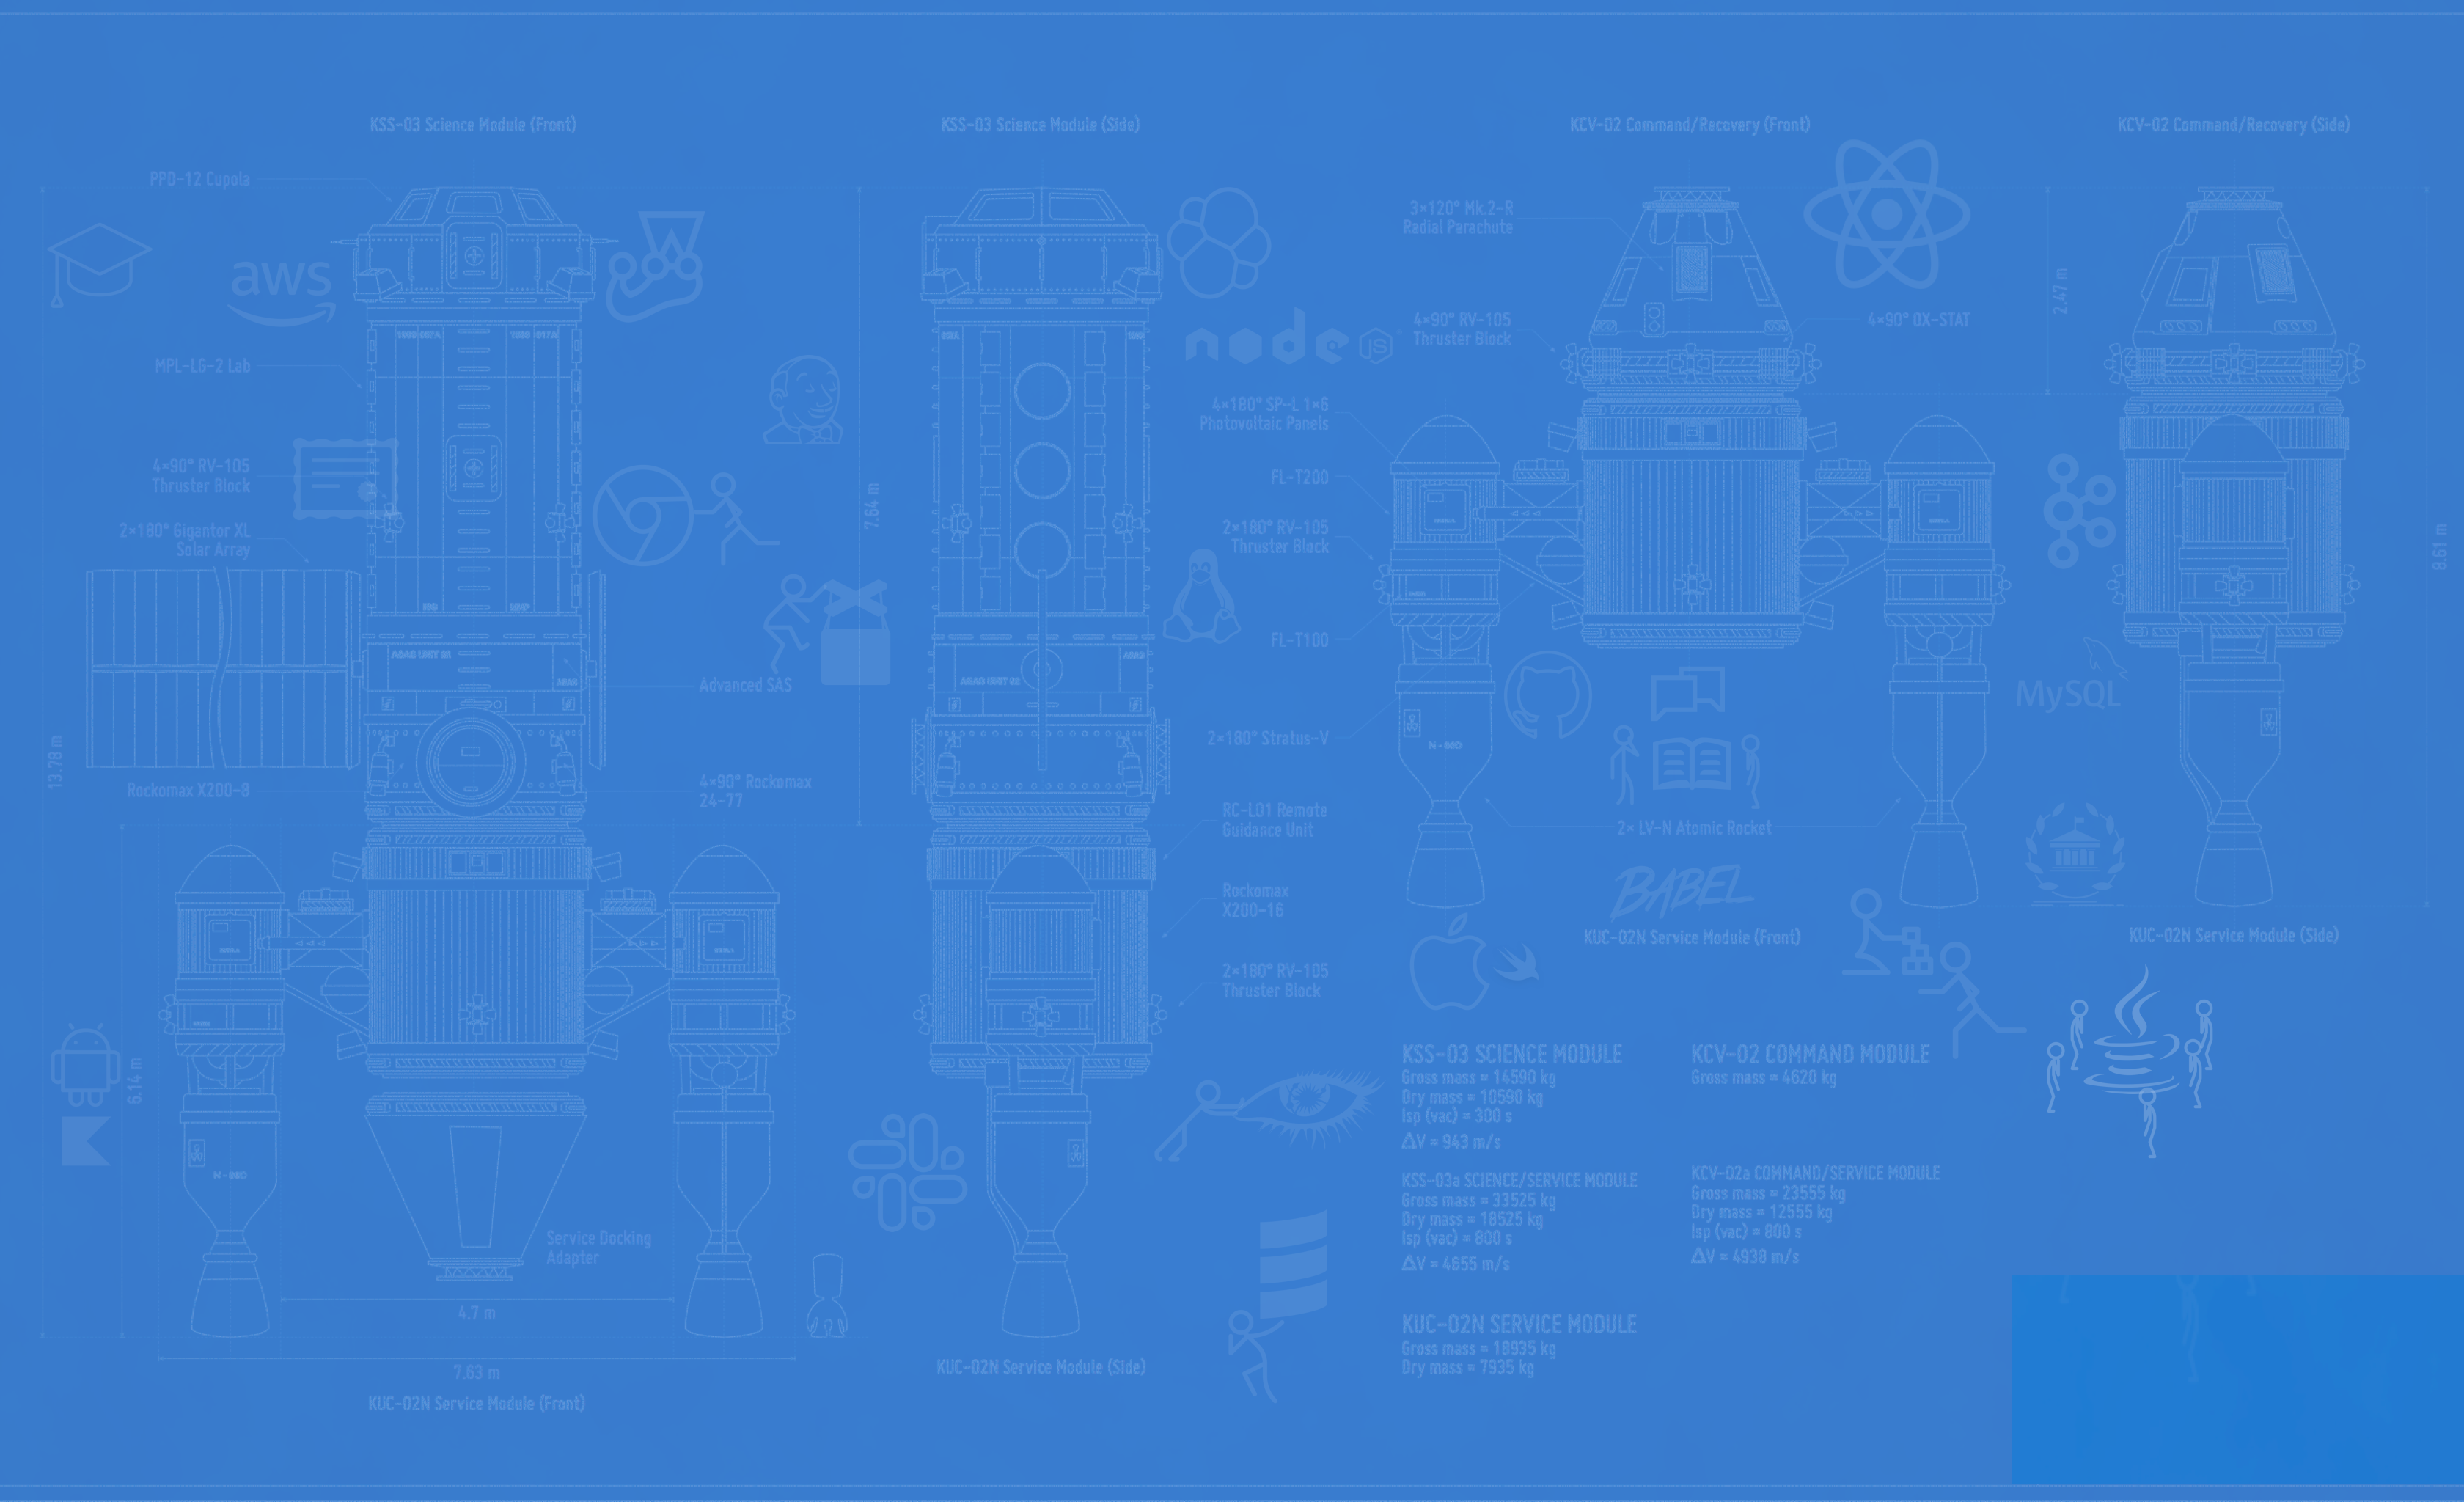 KSS-03 Science Module (Front)
KSS-03 Science Module (Side)
KCV-02 Command/Recovery (Front)
KCV-02 Command/Recovery (Side)
PPD-12 Cupola
aws
MPL-LG-2 Lab
4×90° RV-105
Thruster Block
2×180° Gigantor XL
Solar Array
13.78 m
Rockomax X200-8
ASAS UNIT
Advanced SAS
4×90° Rockomax
24-77
7.64 m
6.14 m
Service Docking
Adapter
4.7 m
7.63 m
KUC-02N Service Module (Front)
node
JS
3×120° Mk.2-R
Radial Parachute
4×90° RV-105
Thruster Block
4×180° SP-L 1×6
Photovoltaic Panels
FL-T200
2×180° RV-105
Thruster Block
FL-T100
2×180° Stratus-V
RC-L01 Remote
Guidance Unit
Rockomax
X200-16
2×180° RV-105
Thruster Block
KUC-02N Service Module (Side)
4×90° OX-STAT
2.47 m
8.61 m
MySQL
2× LV-N Atomic Rocket
BABEL
KUC-02N Service Module (Front)
KUC-02N Service Module (Side)
KSS-03 SCIENCE MODULE
Gross mass = 14590 kg
Dry mass = 10590 kg
Isp (vac) = 300 s
ΔV = 943 m/s
KSS-03a SCIENCE/SERVICE MODULE
Gross mass = 33525 kg
Dry mass = 18525 kg
Isp (vac) = 800 s
ΔV = 4655 m/s
KUC-02N SERVICE MODULE
Gross mass = 18935 kg
Dry mass = 7935 kg
KCV-02 COMMAND MODULE
Gross mass = 4620 kg
KCV-02a COMMAND/SERVICE MODULE
Gross mass = 23555 kg
Dry mass = 12555 kg
Isp (vac) = 800 s
ΔV = 4938 m/s